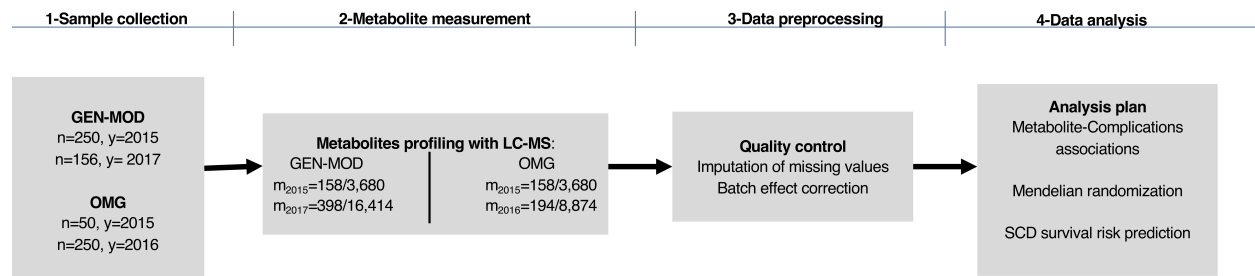 1-Sample collection
2-Metabolite measurement
3-Data preprocessing
4-Data analysis
GEN-MOD
n=250, y=2015
n=156, y= 2017
OMG
n=50, y=2015
n=250, y=2016
Metabolites profiling with LC-MS:
GEN-MOD
m2015=158/3,680
m2017=398/16,414
OMG
m2015=158/3,680
m2016=194/8,874
Quality control
Imputation of missing values
Batch effect correction
Analysis plan
Metabolite-Complications
associations
Mendelian randomization
SCD survival risk prediction